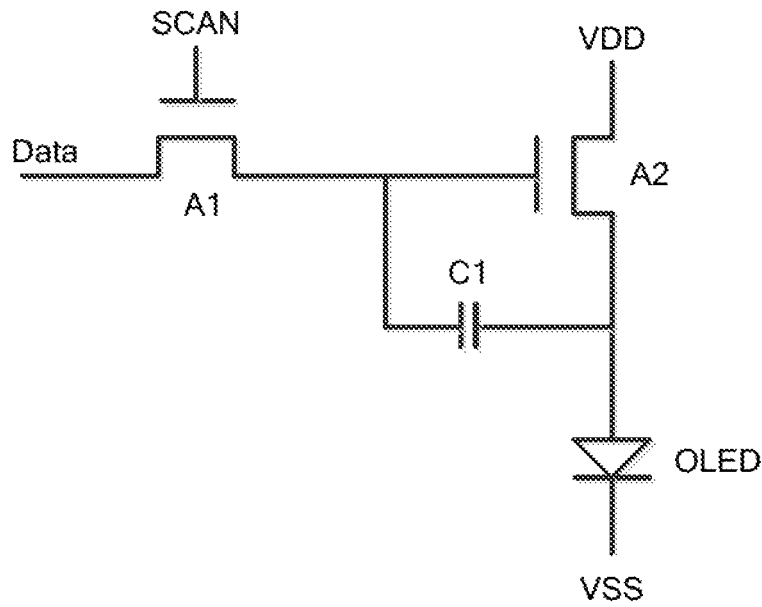 SCAN
VDD
Data
A1
A2
C1
OLED
VSS